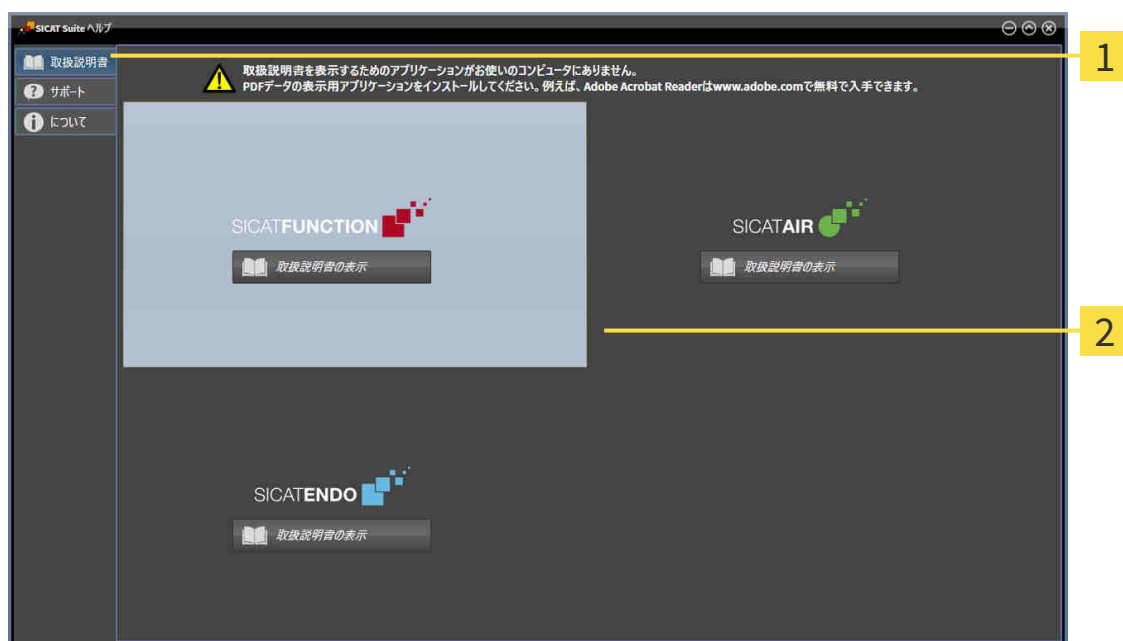 SICAT Suite ヘルプ
取扱説明書
サポート
について
取扱説明書を表示するためのアプリケーションがお使いのコンピュータにありません。
PDFデータの表示用アプリケーションをインストールしてください。例えば、Adobe Acrobat Readerはwww.adobe.comで無料で入手できます。
SICATFUNCTION
取扱説明書の表示
SICATAIR
取扱説明書の表示
SICATENDO
取扱説明書の表示
1
2